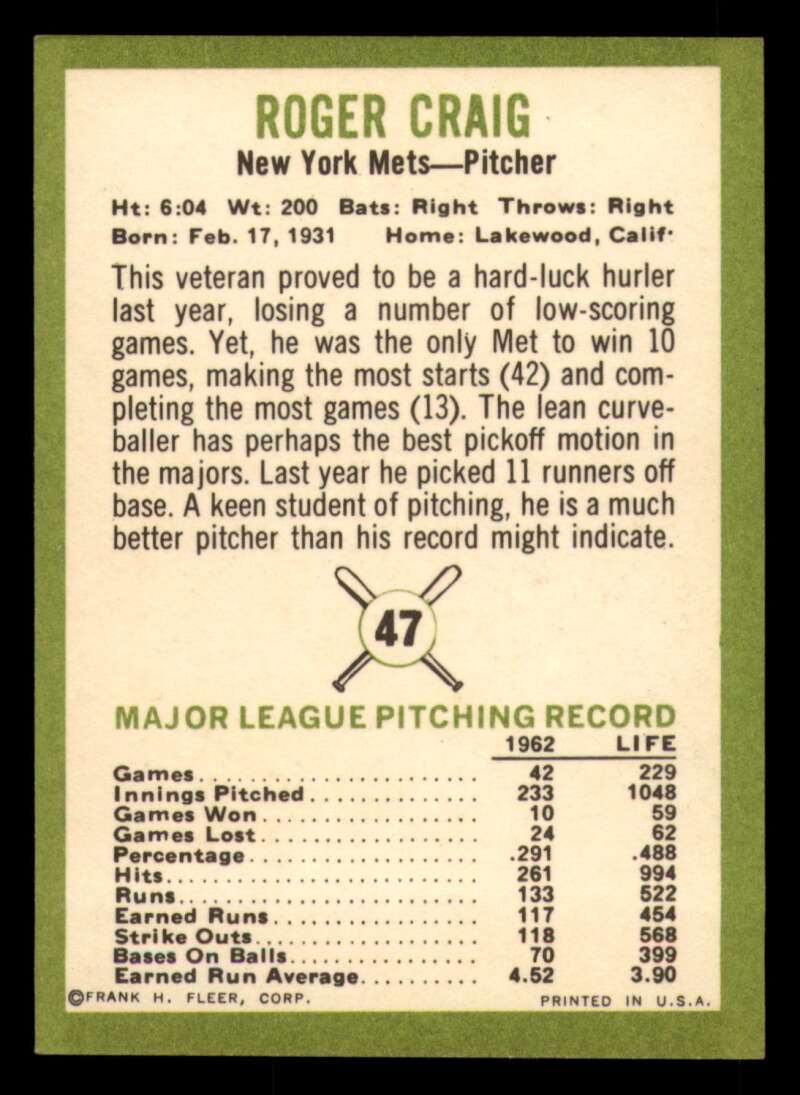 ROGER CRAIG
New York Mets—Pitcher
Ht: 6:04 Wt: 200 Bats: Right Throws: Right
Born: Feb. 17, 1931 Home: Lakewood, Calif.
This veteran proved to be a hard-luck hurler
last year, losing a number of low-scoring
games. Yet, he was the only Met to win 10
games, making the most starts (42) and com-
pleting the most games (13). The lean curve-
baller has perhaps the best pickoff motion in
the majors. Last year he picked 11 runners off
base. A keen student of pitching, he is a much
better pitcher than his record might indicate.
47
MAJOR LEAGUE PITCHING RECORD
1962 LIFE
Games 42 229
Innings Pitched 233 1048
Games Won 10 59
Games Lost 24 62
Percentage .291 .488
Hits 261 994
Runs 133 522
Earned Runs 117 454
Strike Outs 118 568
Bases On Balls 70 399
Earned Run Average 4.52 3.90
©FRANK H. FLEER, CORP. PRINTED IN U.S.A.